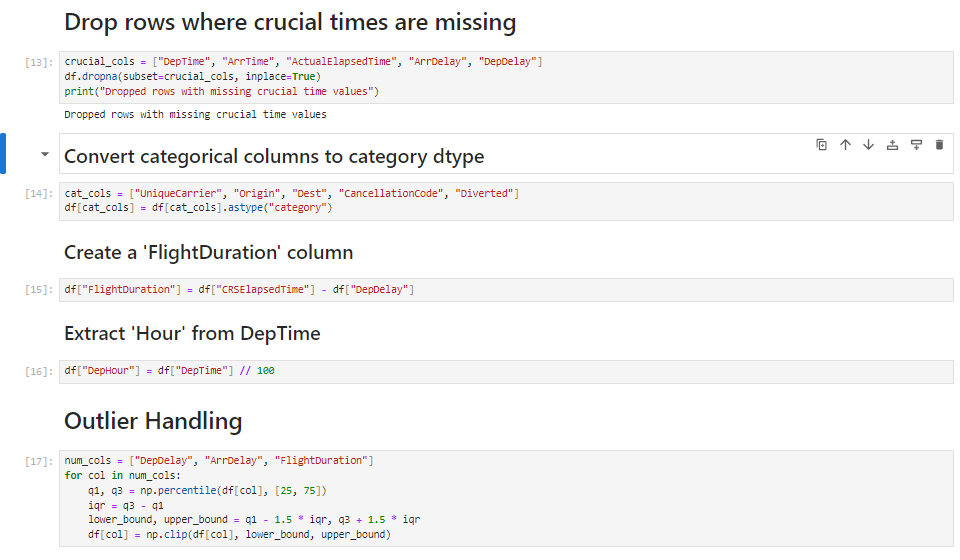 Drop rows where crucial times are missing
[13]: crucial_cols = ["DepTime", "ArrTime", "ActualElapsedTime", "ArrDelay", "DepDelay"]
df.dropna(subset=crucial_cols, inplace=True)
print("Dropped rows with missing crucial time values")
Dropped rows with missing crucial time values
Convert categorical columns to category dtype
[14]: cat_cols = ["UniqueCarrier", "Origin", "Dest", "CancellationCode", "Diverted"]
df[cat_cols] = df[cat_cols].astype("category")
Create a 'FlightDuration' column
[15]: df["FlightDuration"] = df["CRSElapsedTime"] - df["DepDelay"]
Extract 'Hour' from DepTime
[16]: df["DepHour"] = df["DepTime"] // 100
Outlier Handling
[17]: num_cols = ["DepDelay", "ArrDelay", "FlightDuration"]
for col in num_cols:
    q1, q3 = np.percentile(df[col], [25, 75])
    iqr = q3 - q1
    lower_bound, upper_bound = q1 - 1.5 * iqr, q3 + 1.5 * iqr
    df[col] = np.clip(df[col], lower_bound, upper_bound)